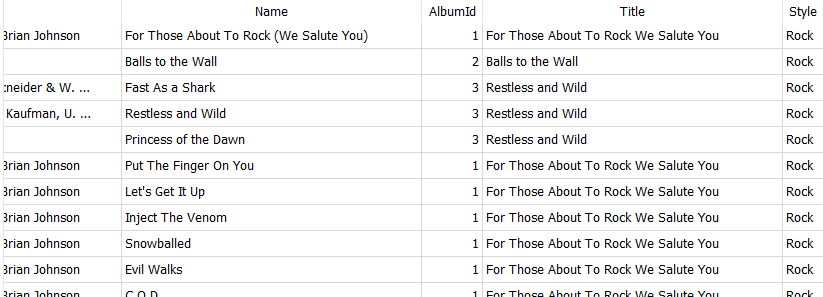 Name AlbumId Title Style
Brian Johnson For Those About To Rock (We Salute You) 1 For Those About To Rock We Salute You Rock
Balls to the Wall 2 Balls to the Wall Rock
& W. ... Fast As a Shark 3 Restless and Wild Rock
Kaufman, U. ... Restless and Wild 3 Restless and Wild Rock
Princess of the Dawn 3 Restless and Wild Rock
Brian Johnson Put The Finger On You 1 For Those About To Rock We Salute You Rock
Brian Johnson Let's Get It Up 1 For Those About To Rock We Salute You Rock
Brian Johnson Inject The Venom 1 For Those About To Rock We Salute You Rock
Brian Johnson Snowballed 1 For Those About To Rock We Salute You Rock
Brian Johnson Evil Walks 1 For Those About To Rock We Salute You Rock
Brian Johnson C.O.D. 1 For Those About To Rock We Salute You Rock